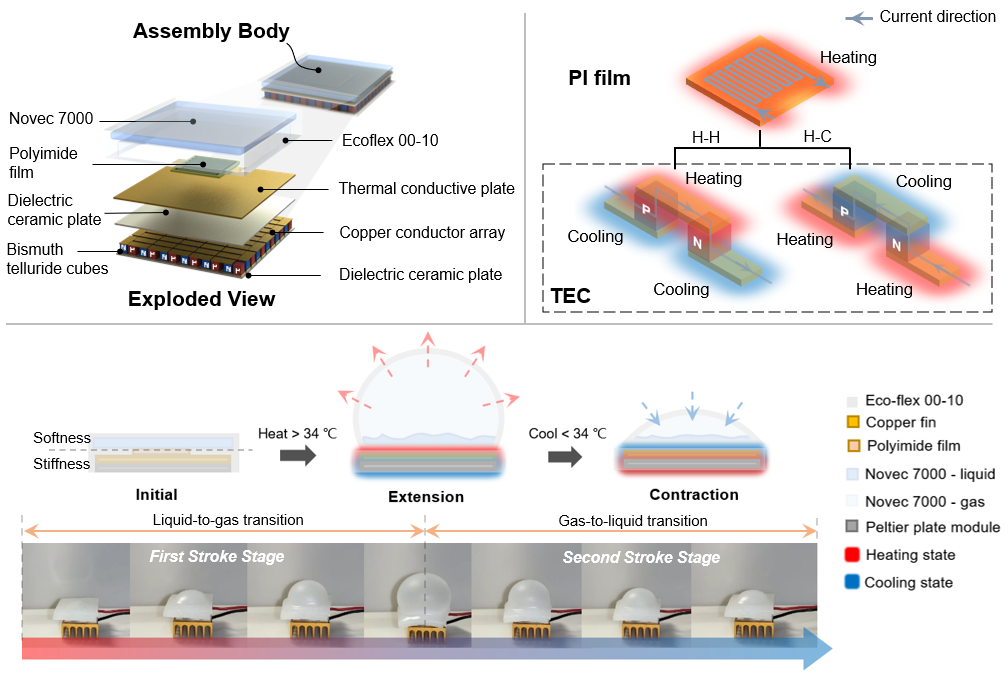 Assembly Body
Novec 7000
Polyimide
film
Dielectric
ceramic plate
Bismuth
telluride cubes
Ecoflex 00-10
Thermal conductive plate
Copper conductor array
Dielectric ceramic plate
Exploded View
Current direction
PI film
Heating
H-H
H-C
Heating
Cooling
P
N
Cooling
Cooling
P
N
Heating
Heating
TEC
Softness
Stiffness
Initial
Heat > 34 ℃
Extension
Cool < 34 ℃
Contraction
Eco-flex 00-10
Copper fin
Polyimide film
Novec 7000 - liquid
Novec 7000 - gas
Peltier plate module
Heating state
Cooling state
Liquid-to-gas transition
Gas-to-liquid transition
First Stroke Stage
Second Stroke Stage